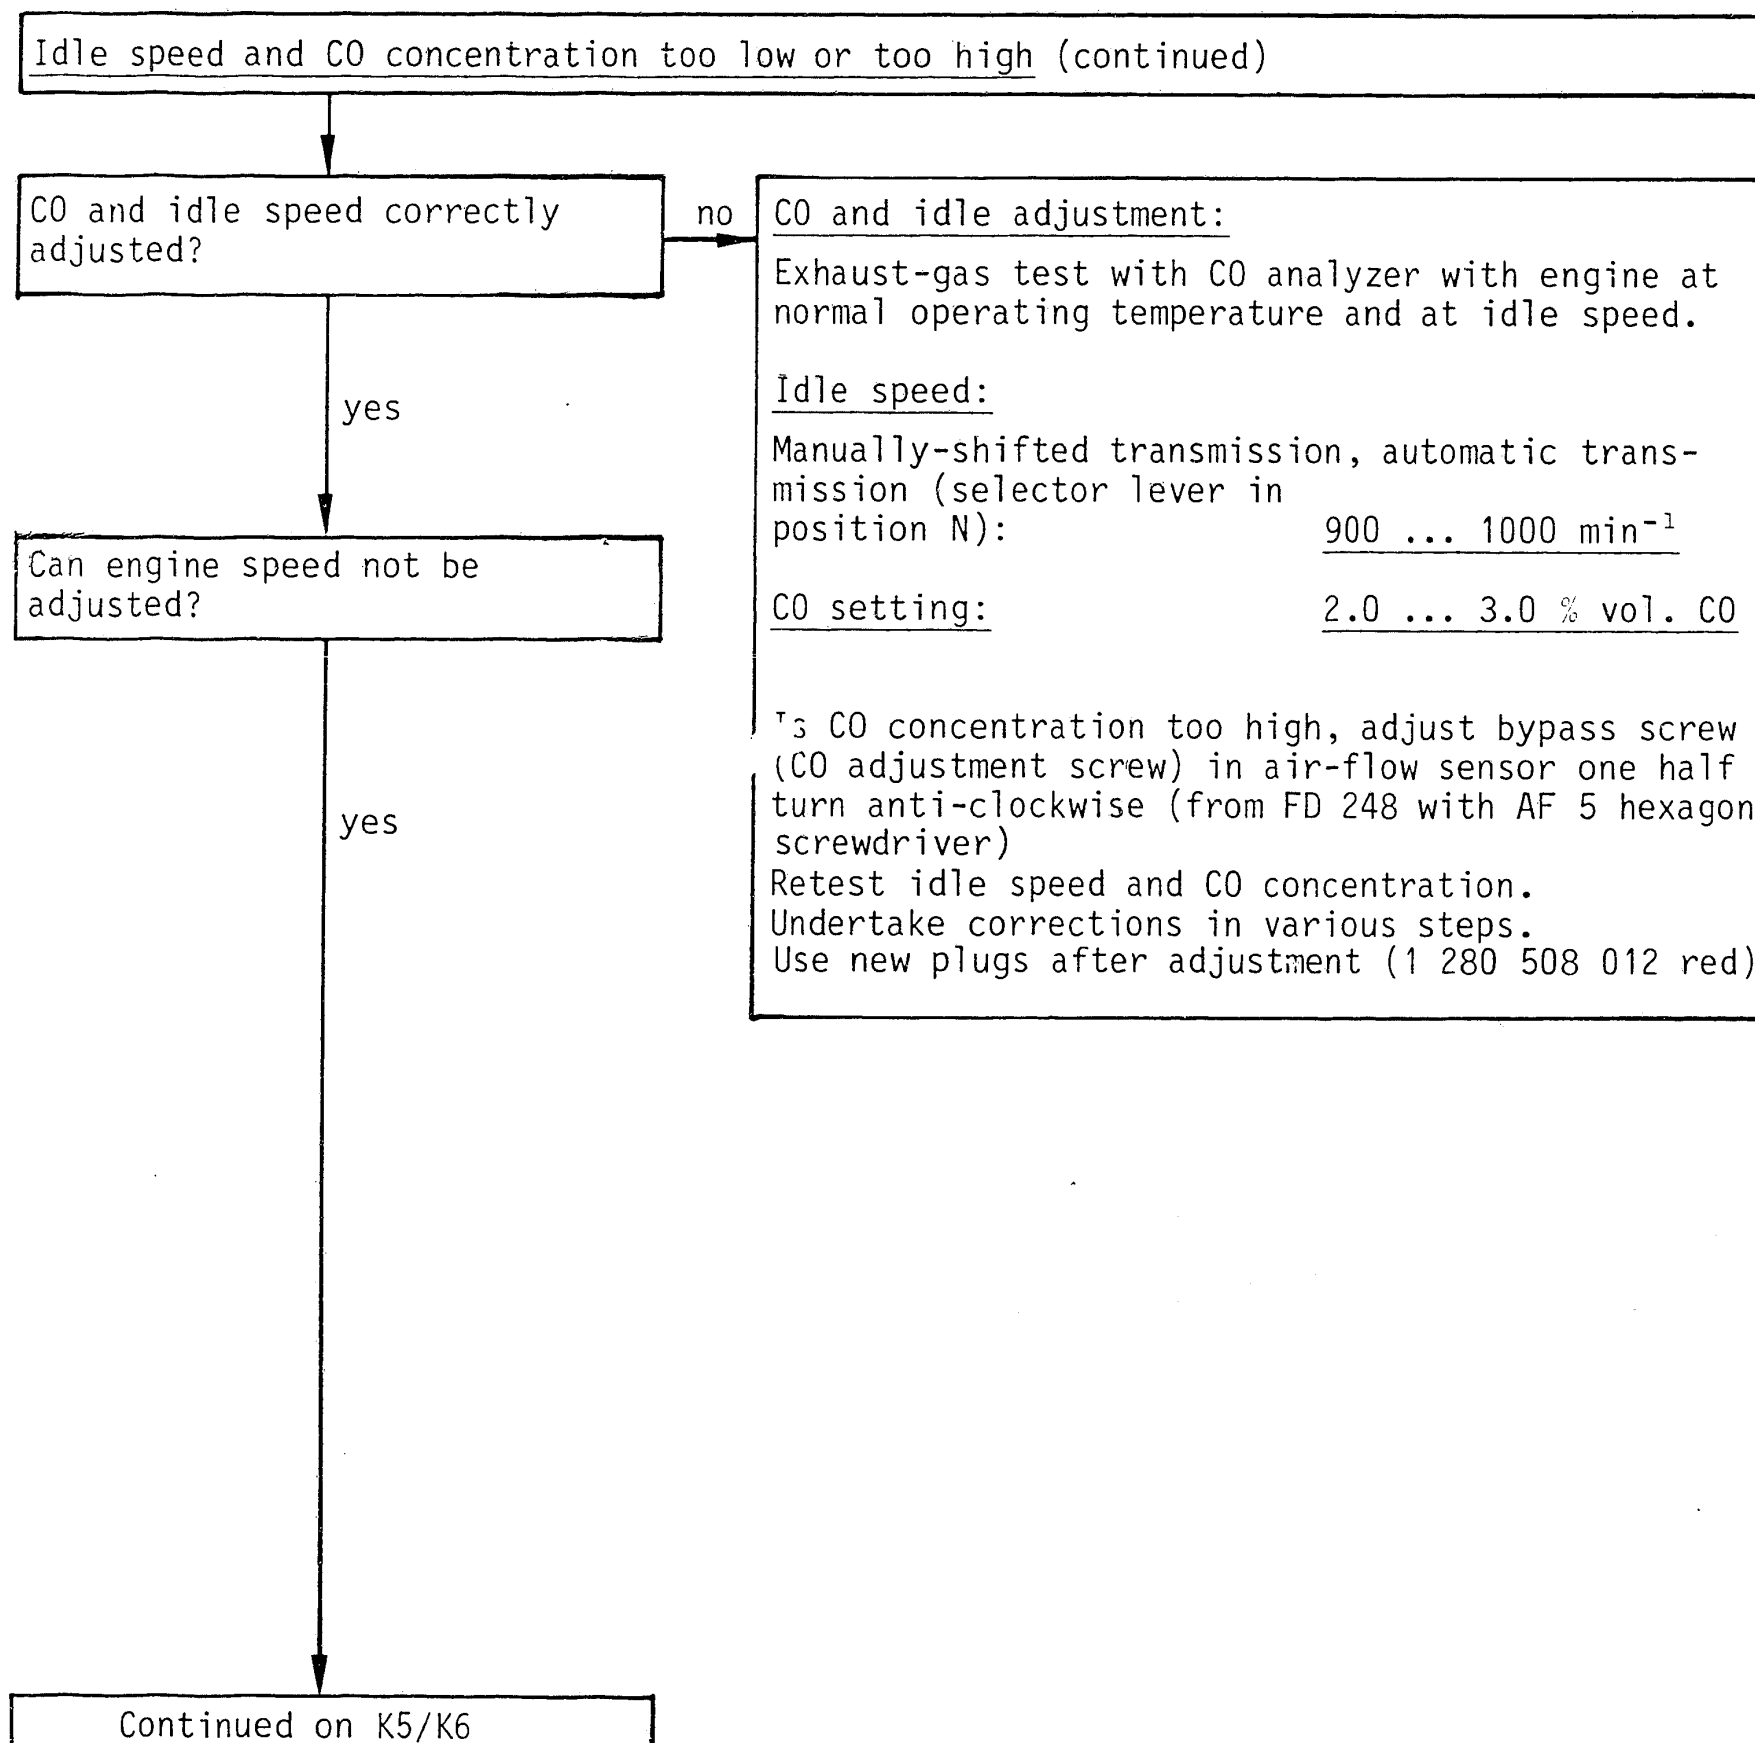 Idle speed and CO concentration too low or too high (continued)
CO and idle speed correctly
adjusted?
no
CO and idle adjustment:
Exhaust-gas test with CO analyzer with engine at
normal operating temperature and at idle speed.
Idle speed:
Manually-shifted transmission, automatic trans-
mission (selector lever in
position N):
900 ... 1000 min⁻¹
CO setting:
2.0 ... 3.0 % vol. CO
Is CO concentration too high, adjust bypass screw
(CO adjustment screw) in air-flow sensor one half
turn anti-clockwise (from FD 248 with AF 5 hexagon
screwdriver)
Retest idle speed and CO concentration.
Undertake corrections in various steps.
Use new plugs after adjustment (1 280 508 012 red)
yes
Can engine speed not be
adjusted?
yes
Continued on K5/K6